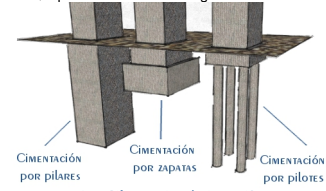 Cimentación
por pilares
Cimentación
por zapatas
Cimentación
por pilotes